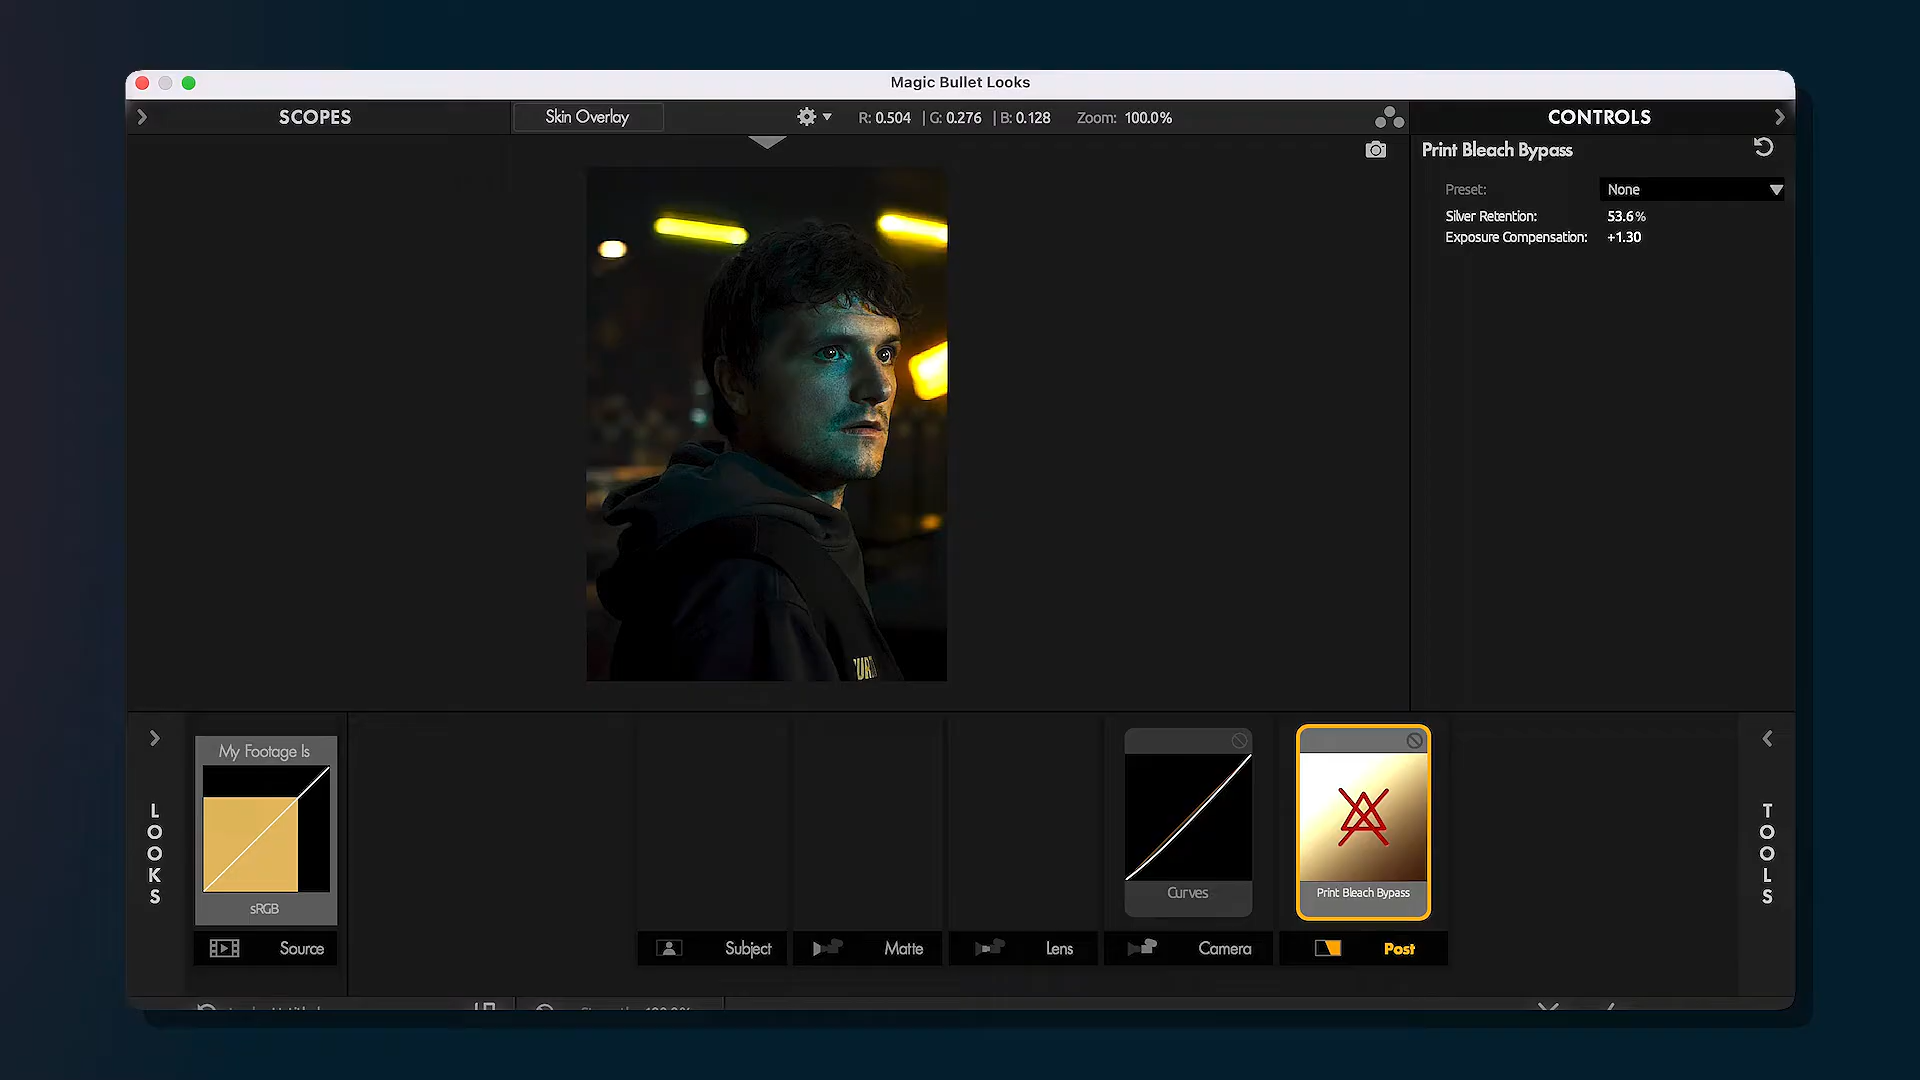 Magic Bullet Looks
SCOPES
Skin Overlay
R: 0.504 | G: 0.276 | B: 0.128
Zoom: 100.0%
CONTROLS
Print Bleach Bypass
Preset: None
Silver Retention: 53.6%
Exposure Compensation: +1.30
My Footage Is
sRGB
LOOKS
Curves
Print Bleach Bypass
TOOLS
Source
Subject
Matte
Lens
Camera
Post